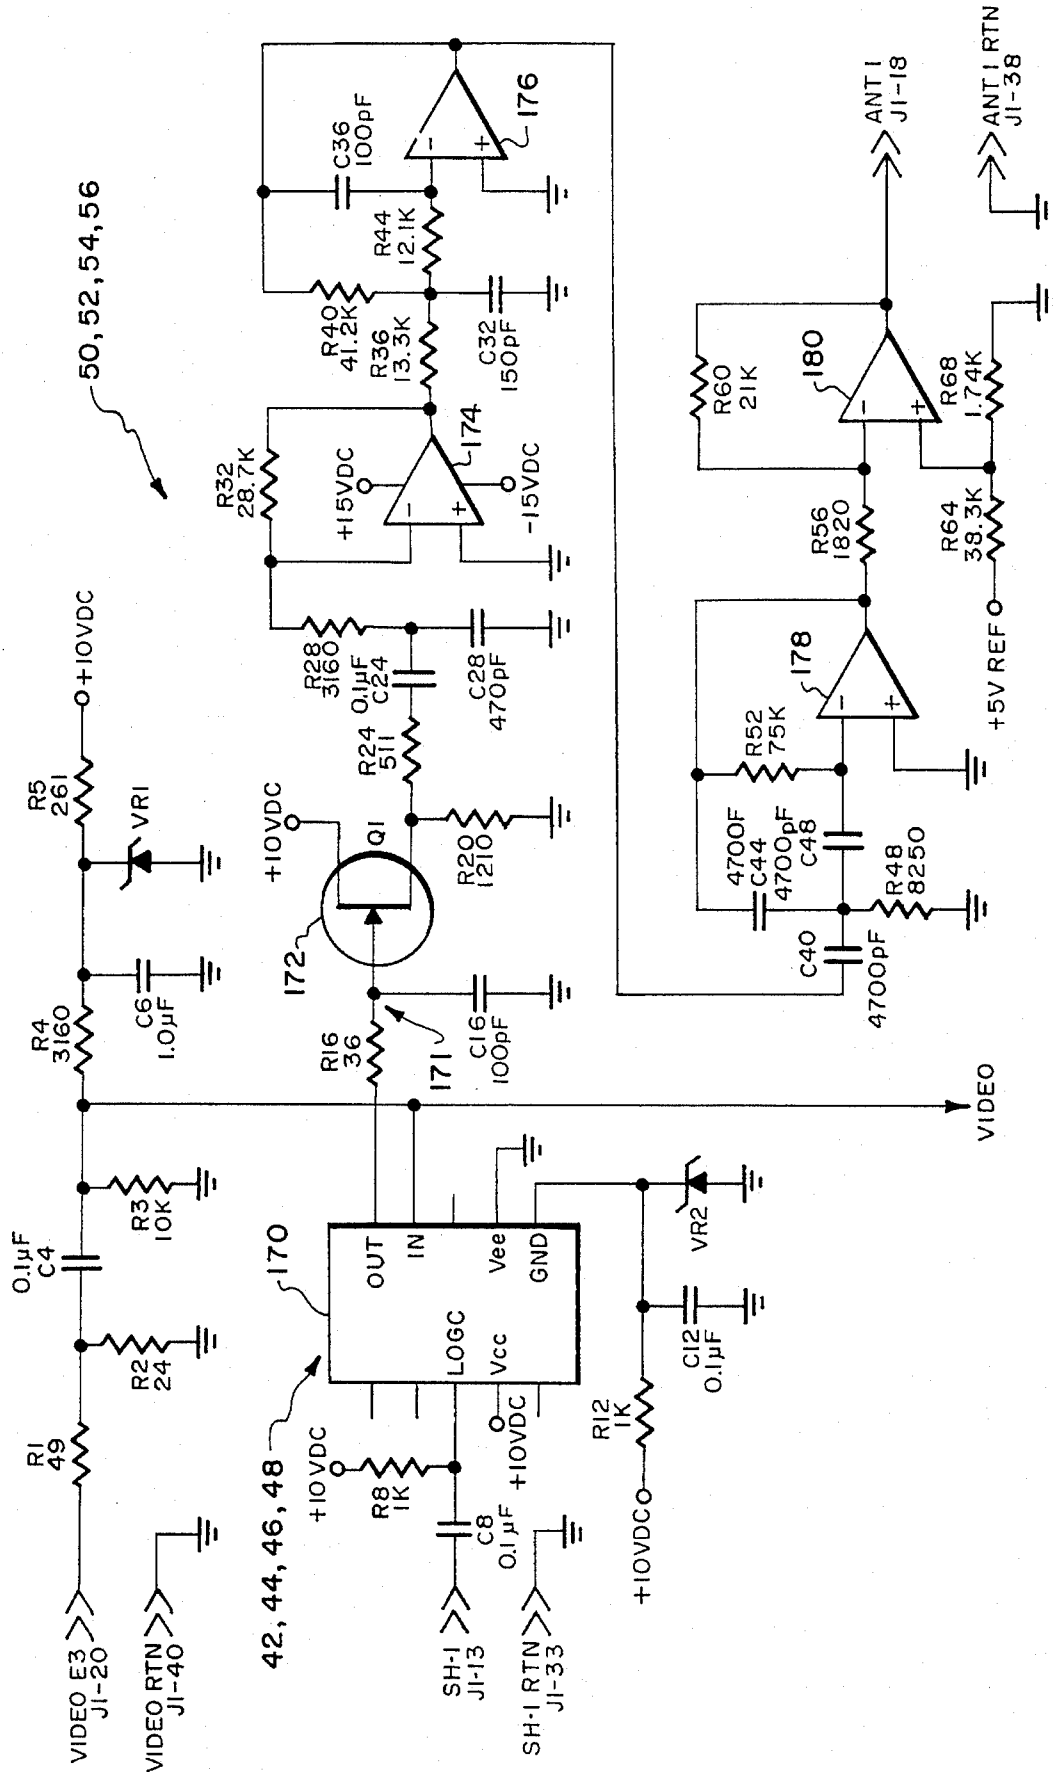 50, 52, 54, 56
VIDEO E3
J1-20
VIDEO RTN
J1-40
R1
49
R2
24
0.1µF
C4
R3
10K
R4
3160
C6
1.0µF
VR1
R5
261
+10VDC
42, 44, 46, 48
170
+10VDC
R8
1K
SH-1
J1-13
C8
0.1µF
SH-1 RTN
J1-33
OUT
IN
LOGC
Vcc
Vee
GND
+10VDC
+10VDC
R12
1K
C12
0.1µF
VR2
VIDEO
R16
36
171
C16
100pF
172
+10VDC
Q1
R20
1210
R24
511
0.1µF
C24
R28
3160
C28
470pF
R32
28.7K
+15VDC
-15VDC
-
+
174
R36
13.3K
R40
41.2K
C32
150pF
R44
12.1K
C36
100pF
-
+
176
C40
4700pF
4700F
C44
4700pF
C48
R48
8250
R52
75K
-
+
178
R56
1820
R60
21K
+5V REF
R64
38.3K
R68
1.74K
-
+
180
ANT 1
J1-18
ANT 1 RTN
J1-38